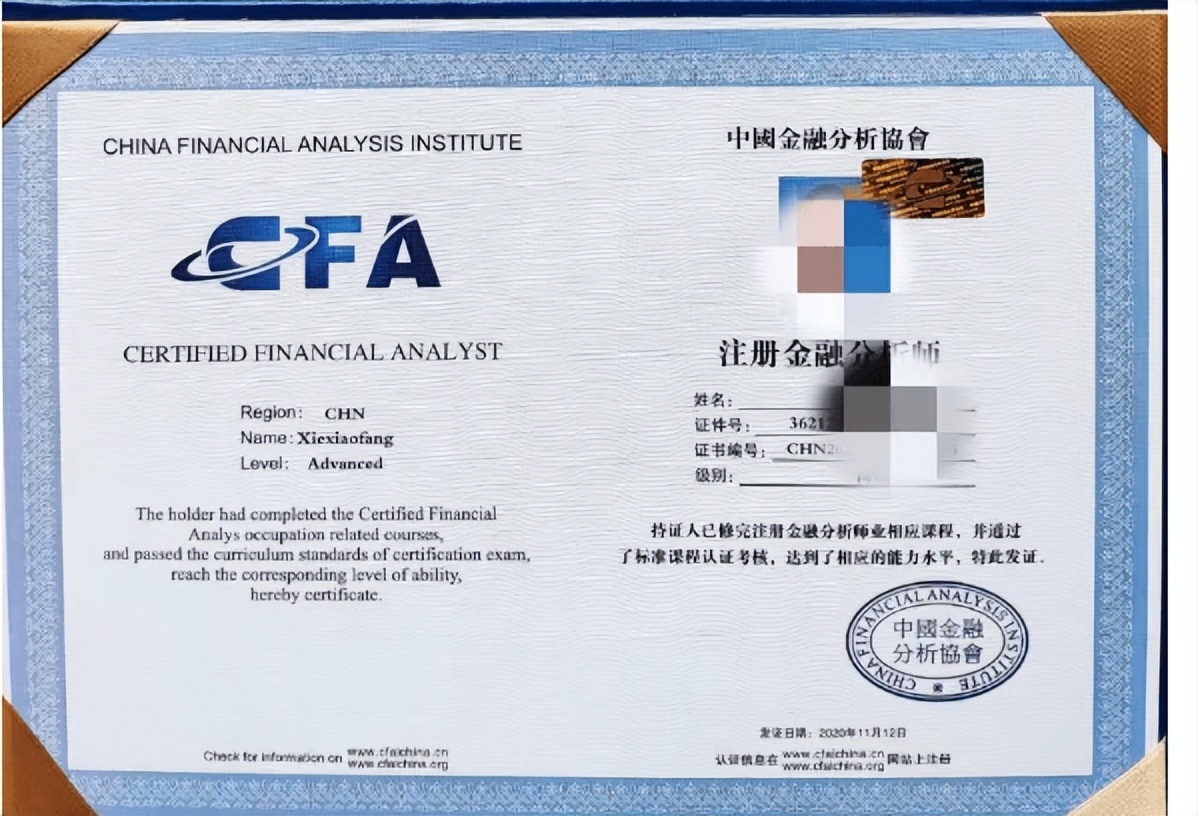 CHINA FINANCIAL ANALYSIS INSTITUTE
CFA
CERTIFIED FINANCIAL ANALYST
Region: CHN
Name: Xiexiaofang
Level: Advanced
The holder had completed the Certified Financial
Analys occupation related courses,
and passed the curriculum standards of certification exam,
reach the corresponding level of ability,
hereby certificate.
Check for information on www.cfaichina.cn
www.cfaichina.org
中國金融分析協會
注册金融分析师
姓名:
证件号: 3621
证书编号: CHN2
级别:
持证人已修完注册金融分析师业相应课程，并通过
了标准课程认证考核，达到了相应的能力水平，特此发证.
CHINA FINANCIAL ANALYSIS INSTITUTE
中國金融
分析協會
发证日期: 2020年11月12日
认证信息在 www.cfaichina.cn 网站上注册
www.cfaichina.org